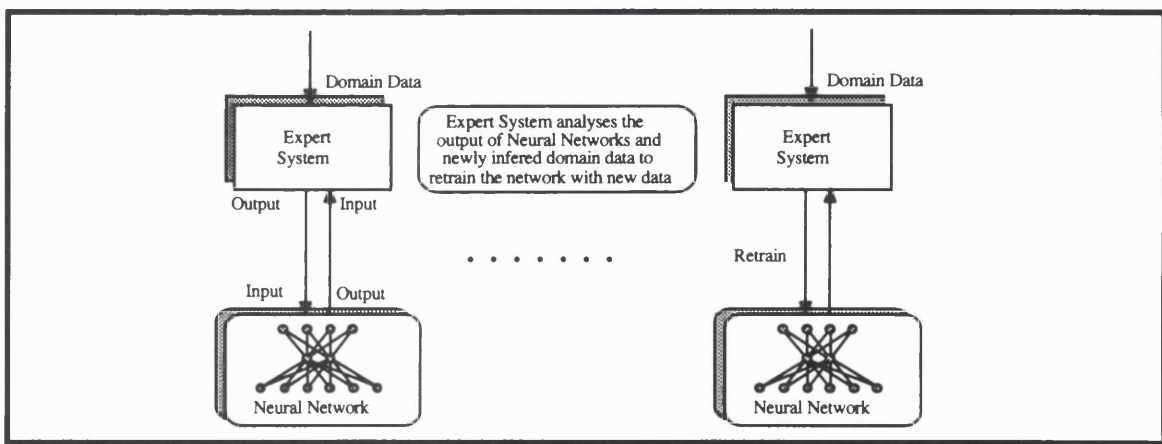 Domain Data
Expert
System
Output
Input
Input
Output
Neural Network
Expert System analyses the
output of Neural Networks and
newly infered domain data to
retrain the network with new data
. . . . . . .
Domain Data
Expert
System
Retrain
Neural Network